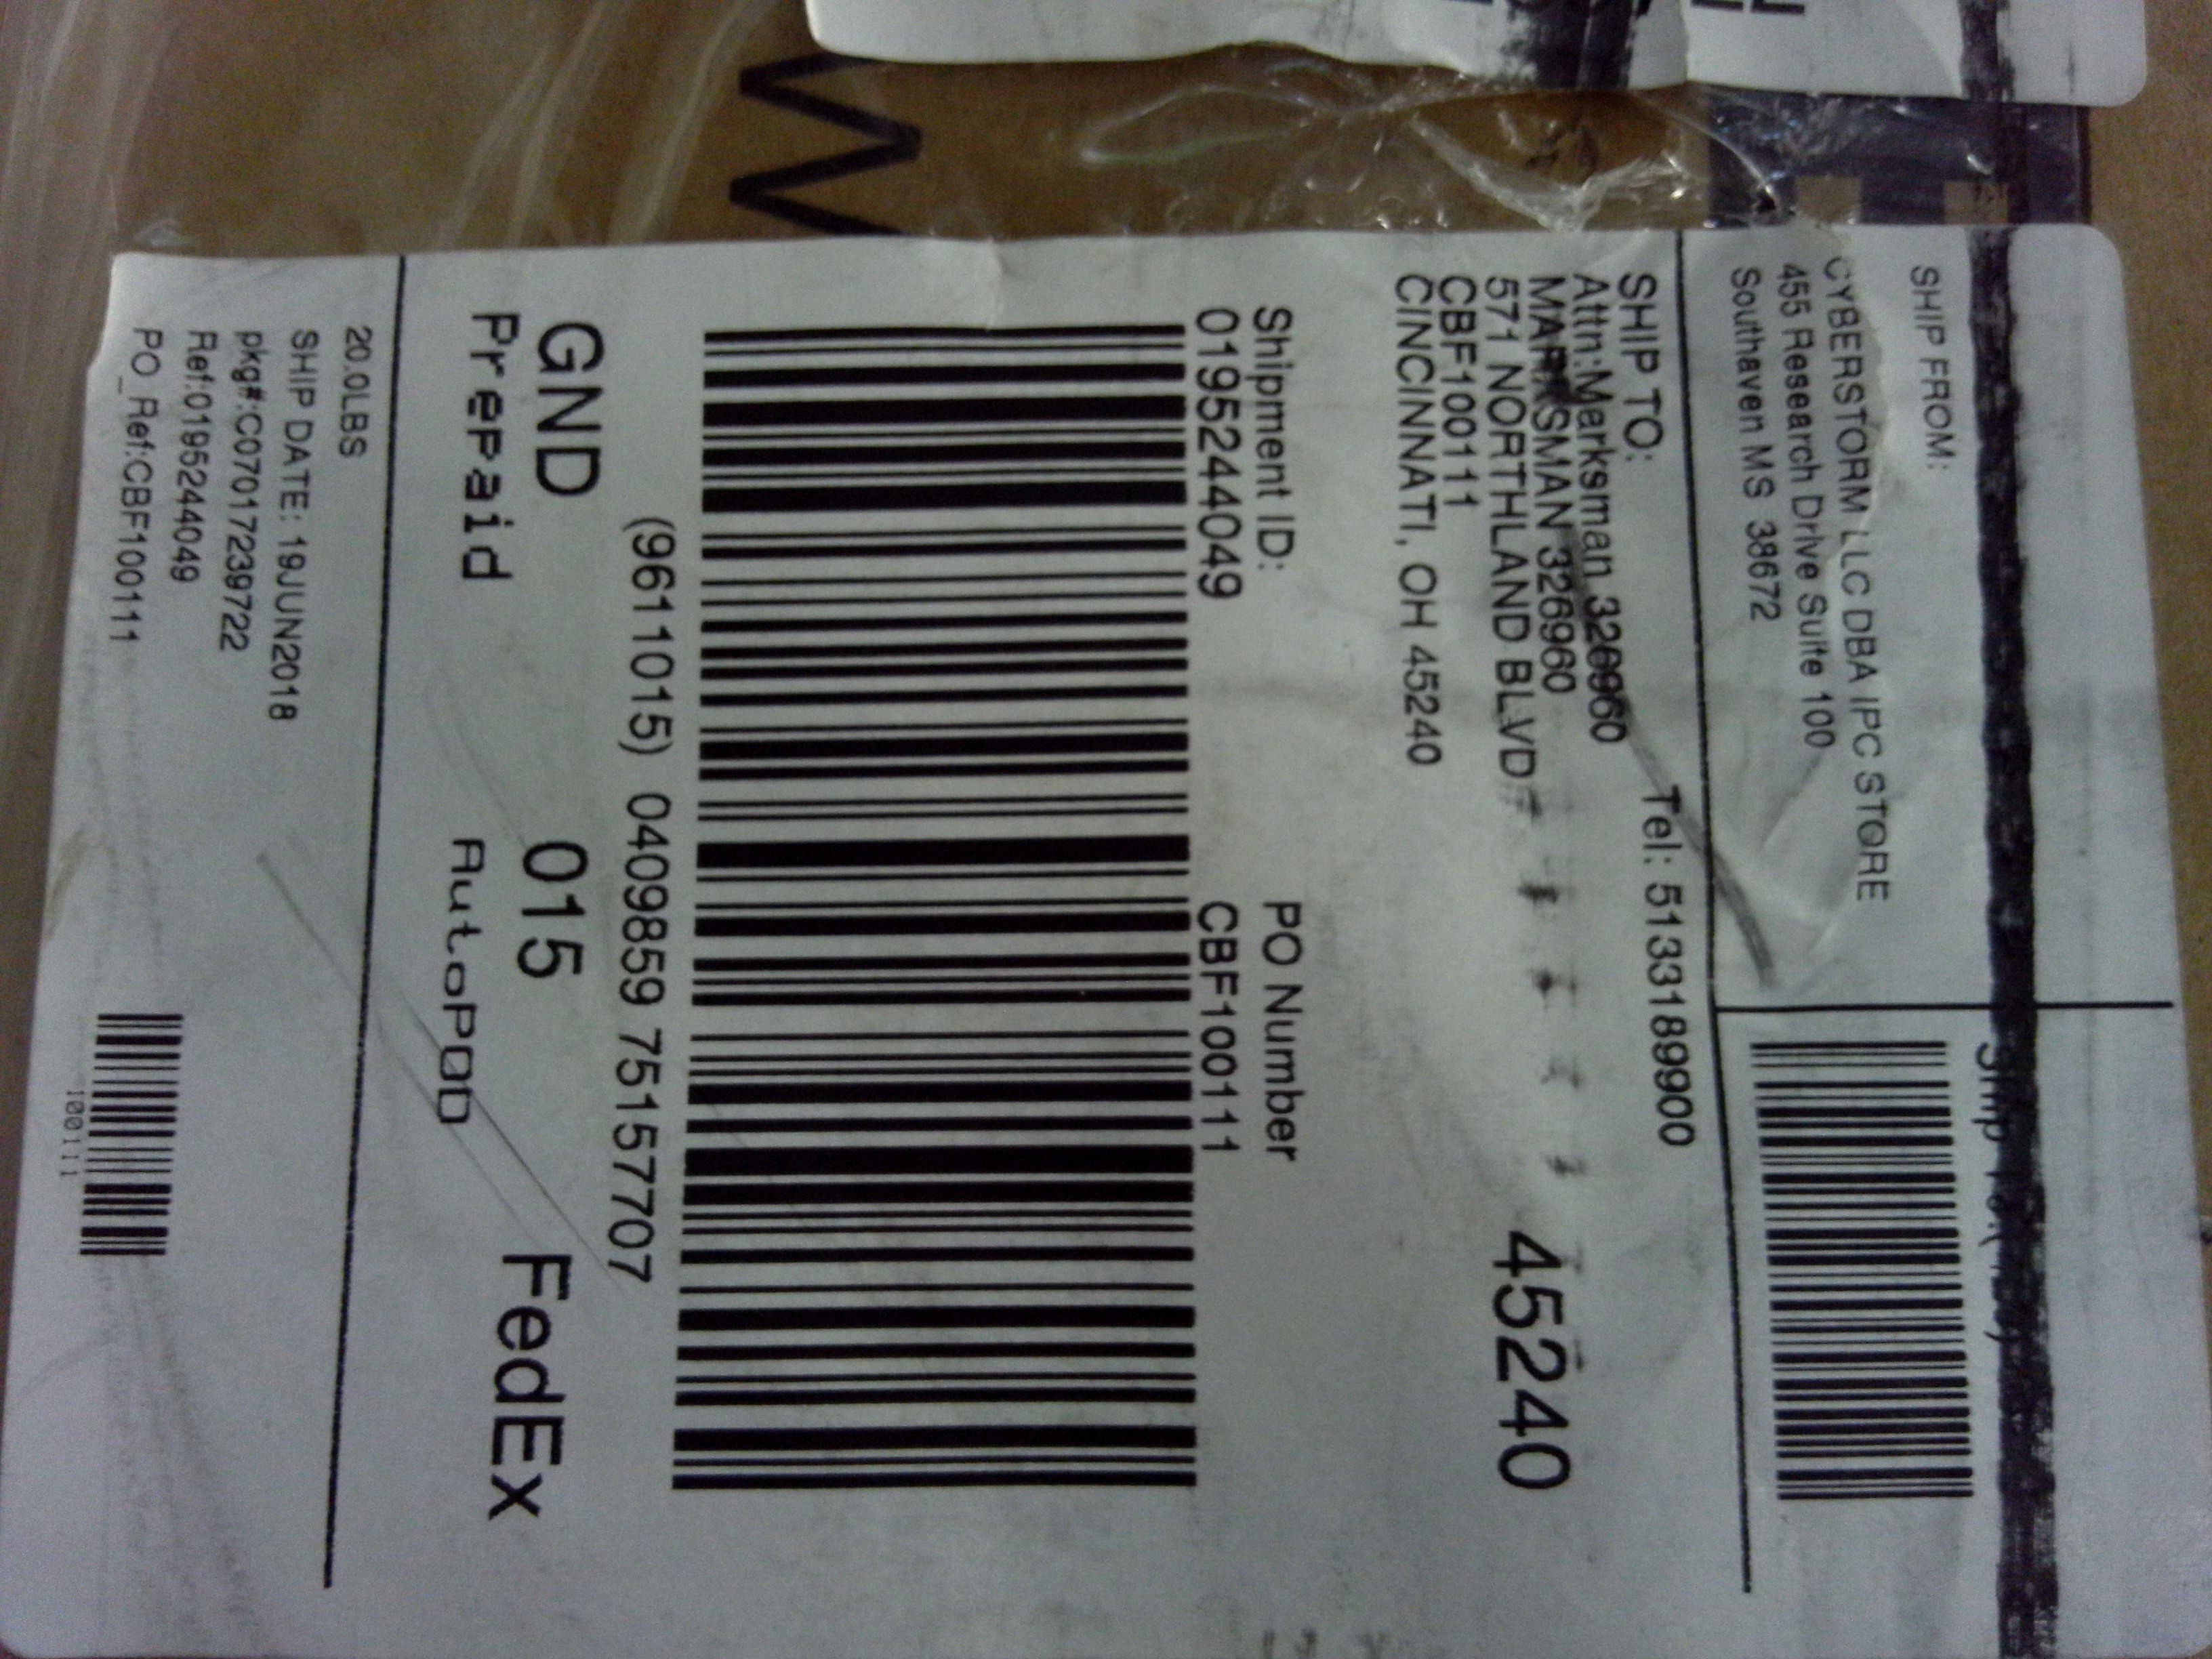 SHIP FROM:
CYBERSTORM LLC DBA IPC STORE
455 Research Drive Suite 100
Southaven MS 38672
SHIP TO:
Tel: 5133189900
Attn:Marksman 326960
MARKSMAN 326960
571 NORTHLAND BLVD
CBF100111
CINCINNATI, OH 45240
45240
Shipment ID:
0195244049
PO Number
CBF100111
(9611015) 0409859 75157707
GND 015 FedEx
Prepaid AutoPOD
20.0LBS
SHIP DATE: 19JUN2018
pkg#:C07017239722
Ref:0195244049
PO_Ref:CBF100111
100111